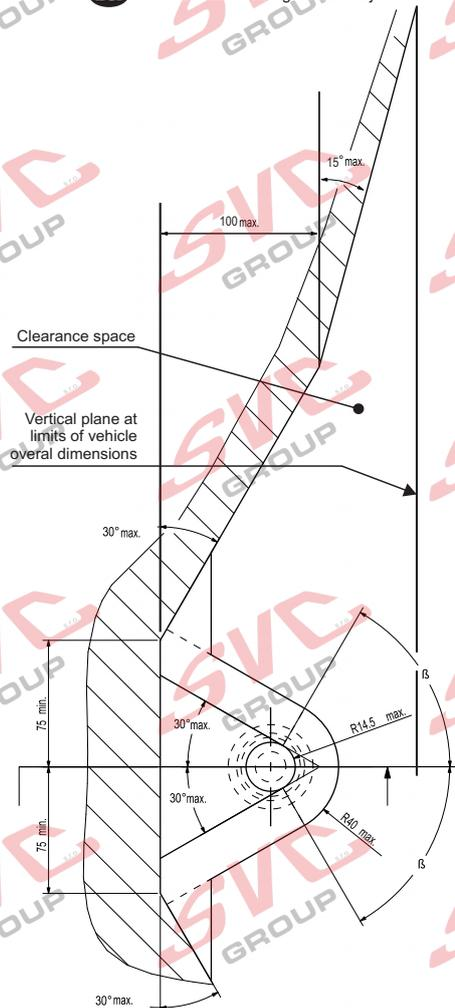 15° max.
100 max.
Clearance space
Vertical plane at
limits of vehicle
overal dimensions
30° max.
ß
75 min.
30° max.
R14.5 max.
30° max.
R40 max.
75 min.
ß
30° max.
SVC s.r.o.
GROUP